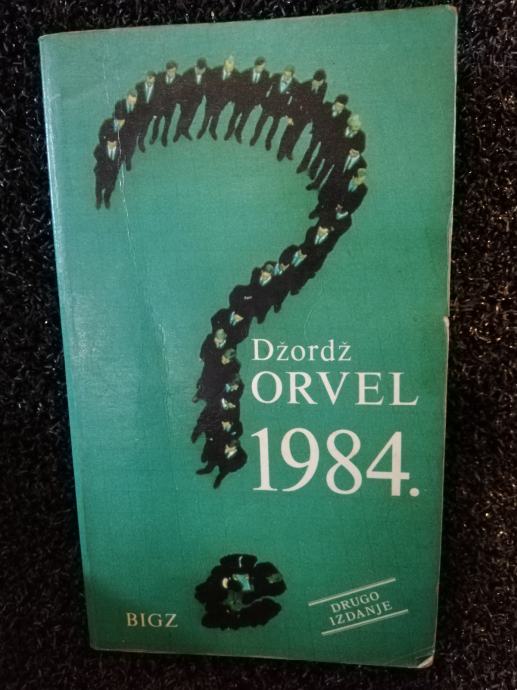 Džordž
ORVEL
1984.
BIGZ
DRUGO
IZDANJE